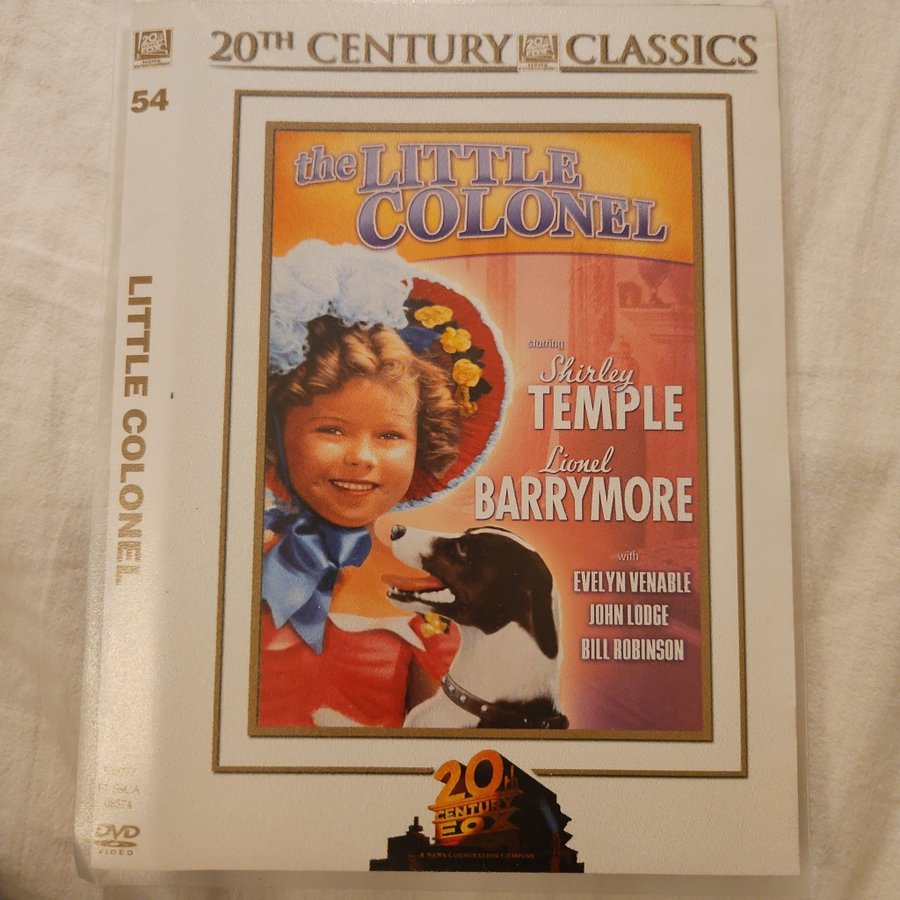 20TH CENTURY CLASSICS
54
LITTLE COLONEL
the LITTLE
COLONEL
starring
Shirley
TEMPLE
Lionel
BARRYMORE
with
EVELYN VENABLE
JOHN LODGE
BILL ROBINSON
20th
CENTURY
FOX
A NEWS CORPORATION COMPANY
DVD
VIDEO